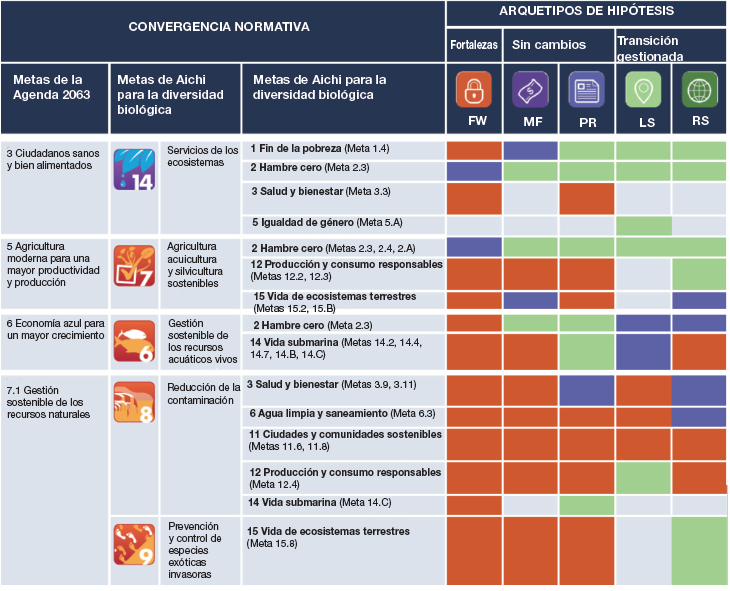 CONVERGENCIA NORMATIVA
ARQUETIPOS DE HIPÓTESIS
Fortalezas
Sin cambios
Transición
gestionada
Metas de la
Agenda 2063
Metas de Aichi
para la diversidad
biológica
Metas de Aichi para la
diversidad biológica
FW
MF
PR
LS
RS
3 Ciudadanos sanos
y bien alimentados
14
Servicios de los
ecosistemas
1 Fin de la pobreza (Meta 1.4)
2 Hambre cero (Meta 2.3)
3 Salud y bienestar (Meta 3.3)
5 Igualdad de género (Meta 5.A)
5 Agricultura
moderna para una
mayor productividad
y producción
7
Agricultura
acuicultura
y silvicultura
sostenibles
2 Hambre cero (Metas 2.3, 2.4, 2.A)
12 Producción y consumo responsables
(Metas 12.2, 12.3)
15 Vida de ecosistemas terrestres
(Metas 15.2, 15.B)
6 Economía azul para
un mayor crecimiento
6
Gestión
sostenible de
los recursos
acuáticos vivos
2 Hambre cero (Meta 2.3)
14 Vida submarina (Metas 14.2, 14.4,
14.7, 14.B, 14.C)
7.1 Gestión
sostenible de los
recursos naturales
8
Reducción de la
contaminación
3 Salud y bienestar (Metas 3.9, 3.11)
6 Agua limpia y saneamiento (Meta 6.3)
11 Ciudades y comunidades sostenibles
(Metas 11.6, 11.8)
12 Producción y consumo responsables
(Meta 12.4)
14 Vida submarina (Meta 14.C)
9
Prevención
y control de
especies
exóticas
invasoras
15 Vida de ecosistemas terrestres
(Meta 15.8)